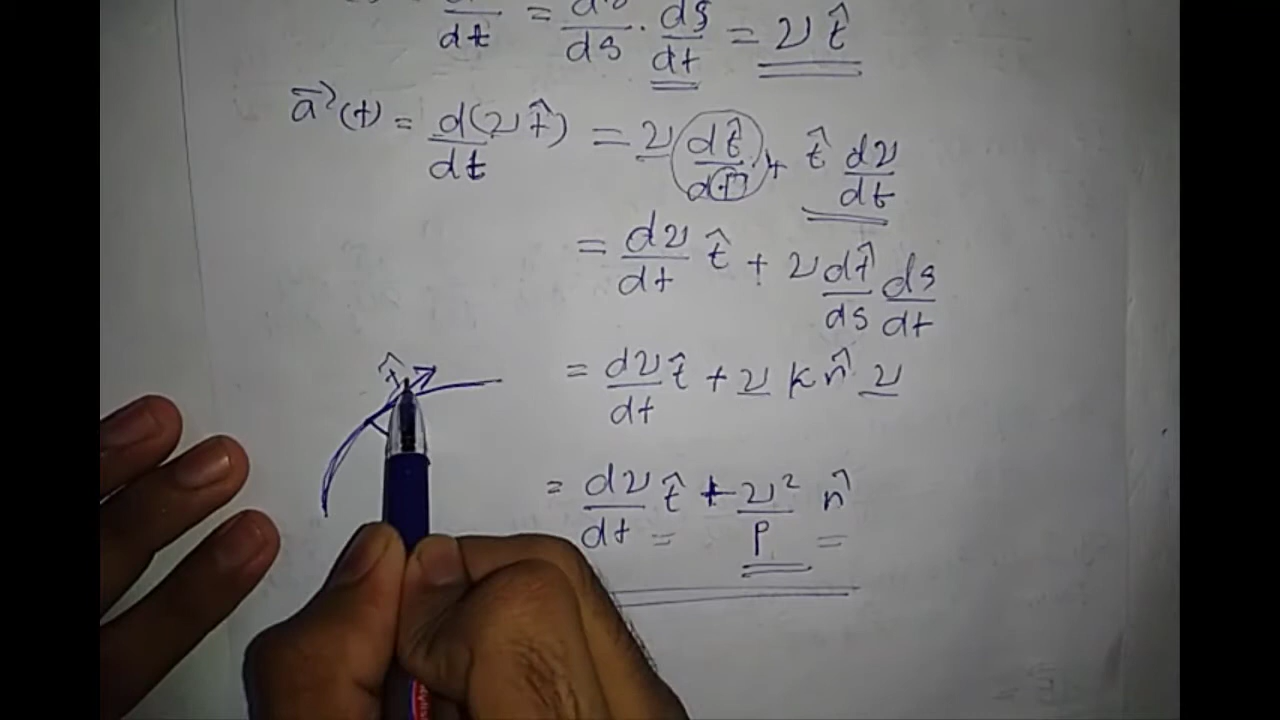 dt = ds · ds/dt = v t̂
a⃗(t) = d(v t̂)/dt = v dt̂/dt + t̂ dv/dt
= dv/dt t̂ + v dt̂/ds ds/dt
= dv/dt t̂ + v k n̂ v
= dv/dt t̂ + v²/ρ n̂
t̂